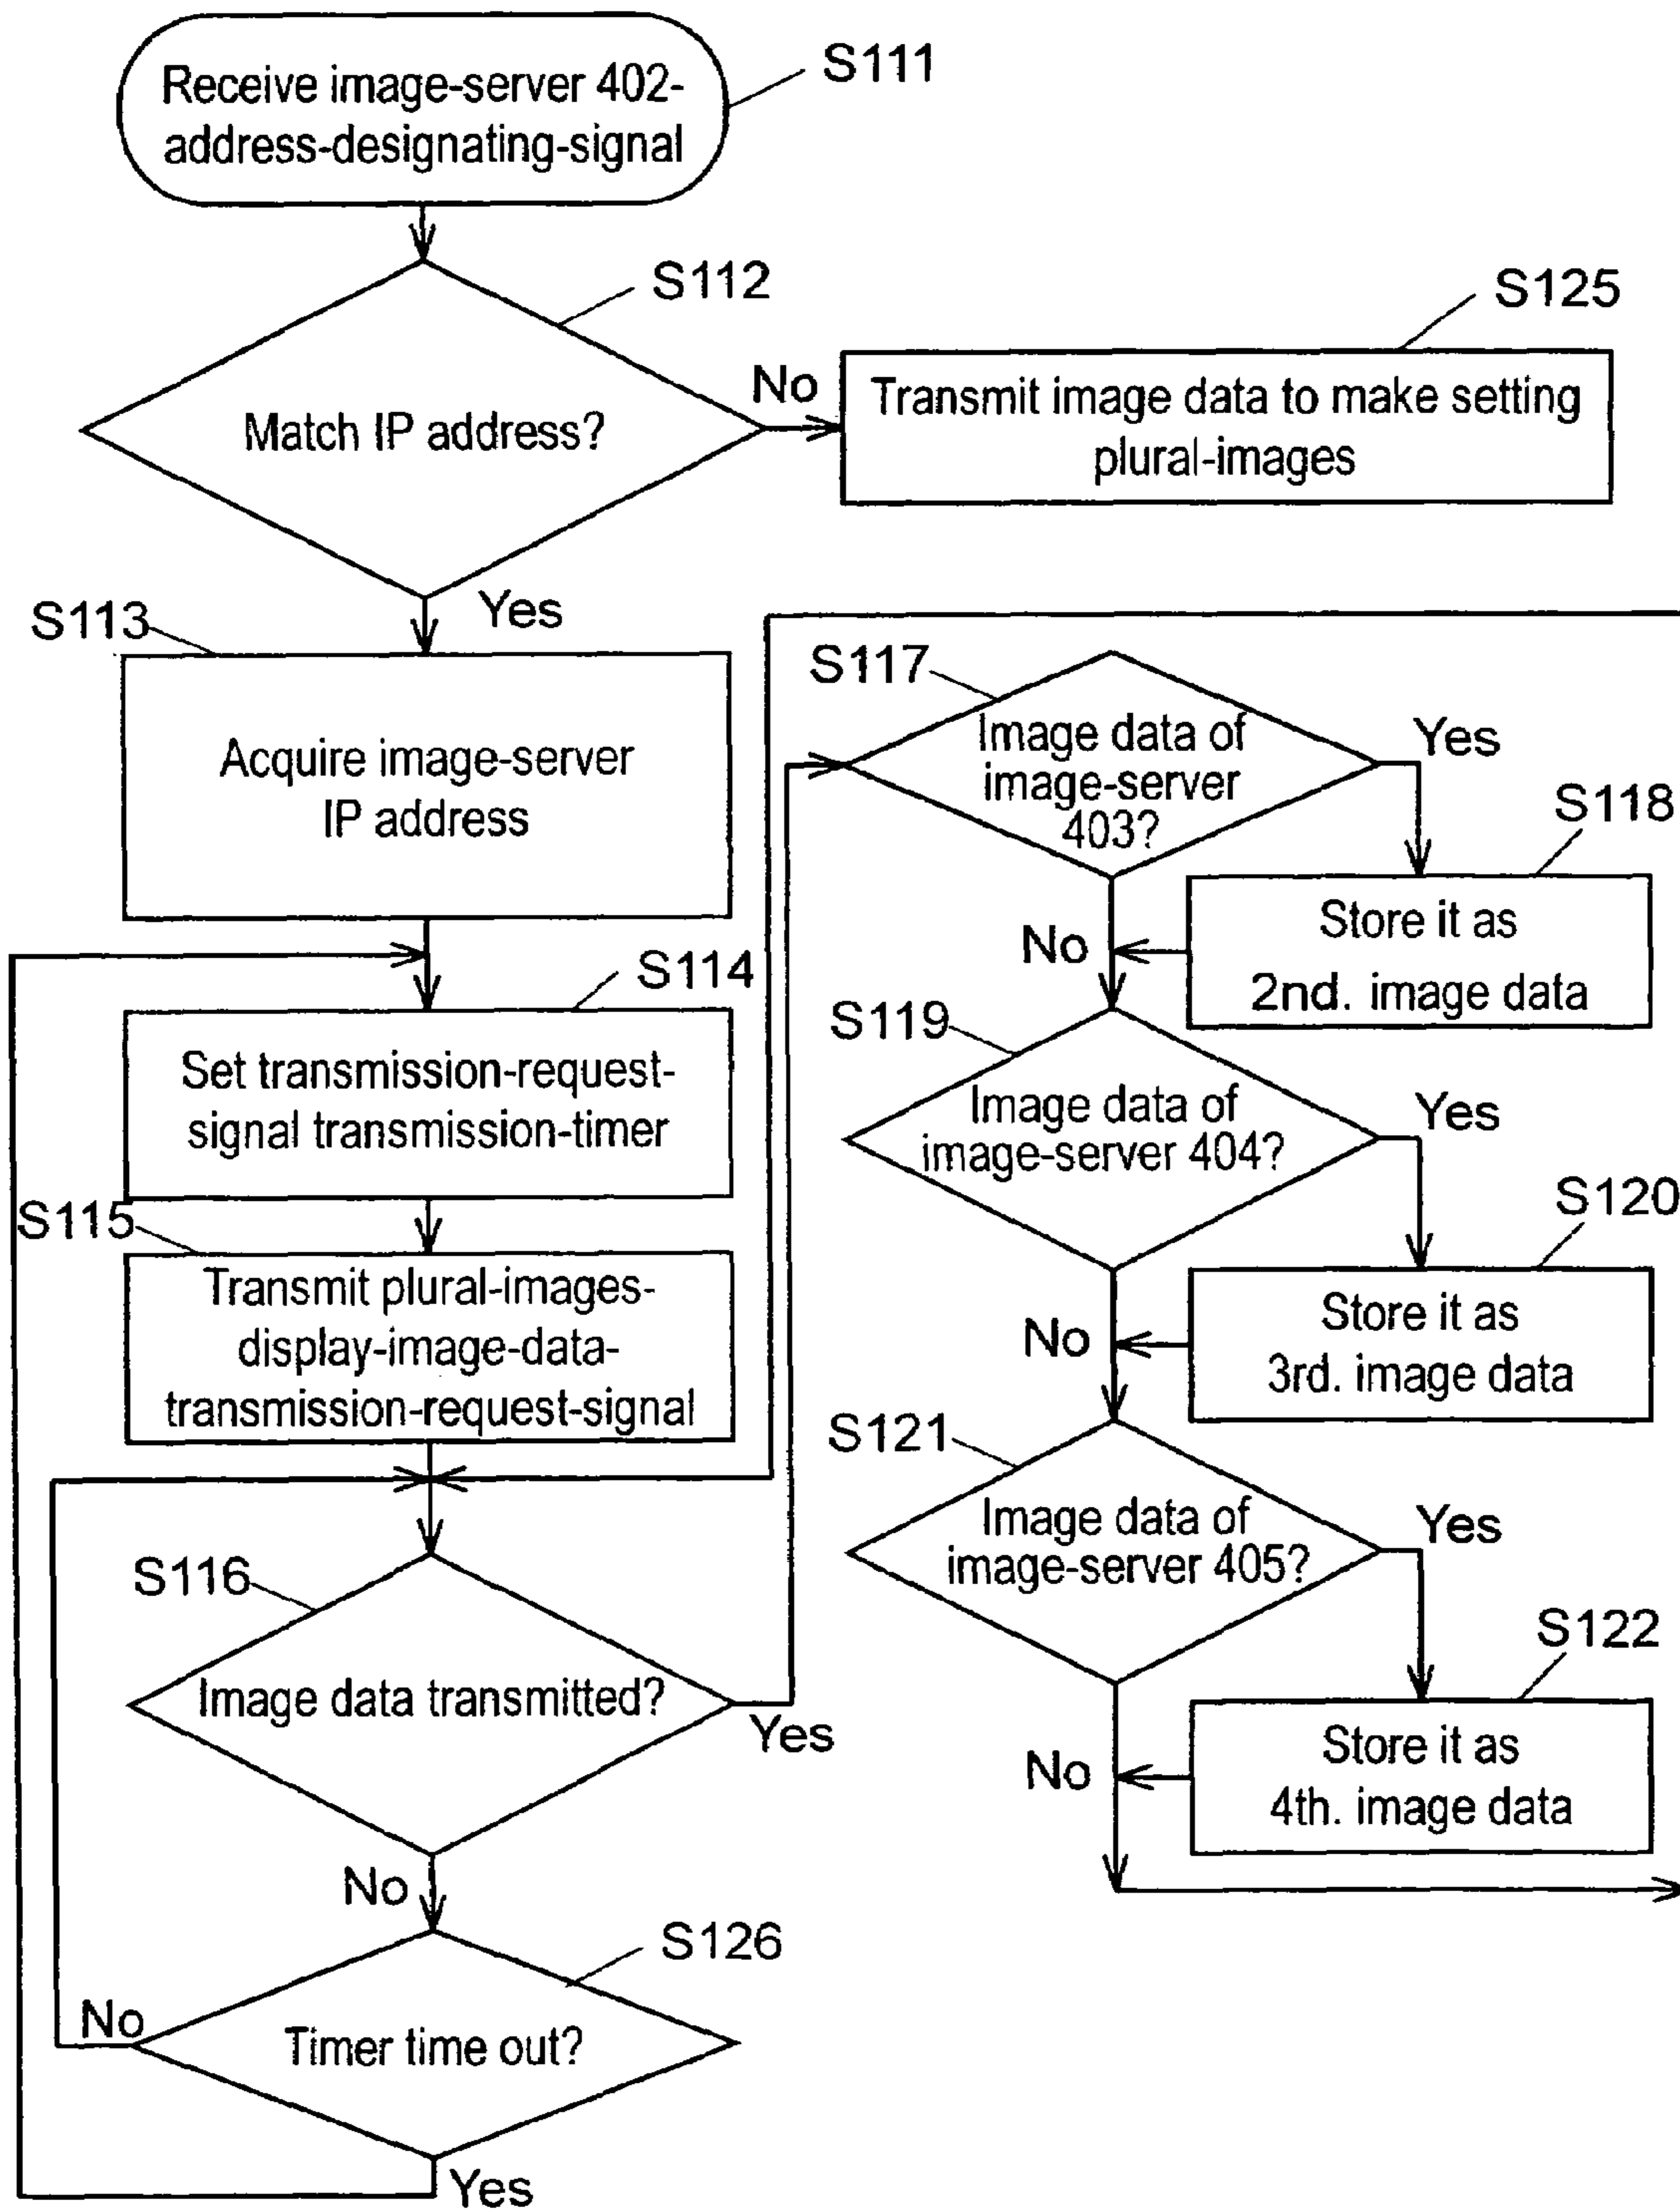 Receive image-server 402-
address-designating-signal
S111
Match IP address?
S112
No
Yes
Transmit image data to make setting
plural-images
S125
S113
Acquire image-server
IP address
S114
Set transmission-request-
signal transmission-timer
S115
Transmit plural-images-
display-image-data-
transmission-request-signal
S116
Image data transmitted?
Yes
No
S126
Timer time out?
No
Yes
S117
Image data of
image-server
403?
Yes
No
S118
Store it as
2nd. image data
S119
Image data of
image-server 404?
Yes
No
S120
Store it as
3rd. image data
S121
Image data of
image-server 405?
Yes
No
S122
Store it as
4th. image data